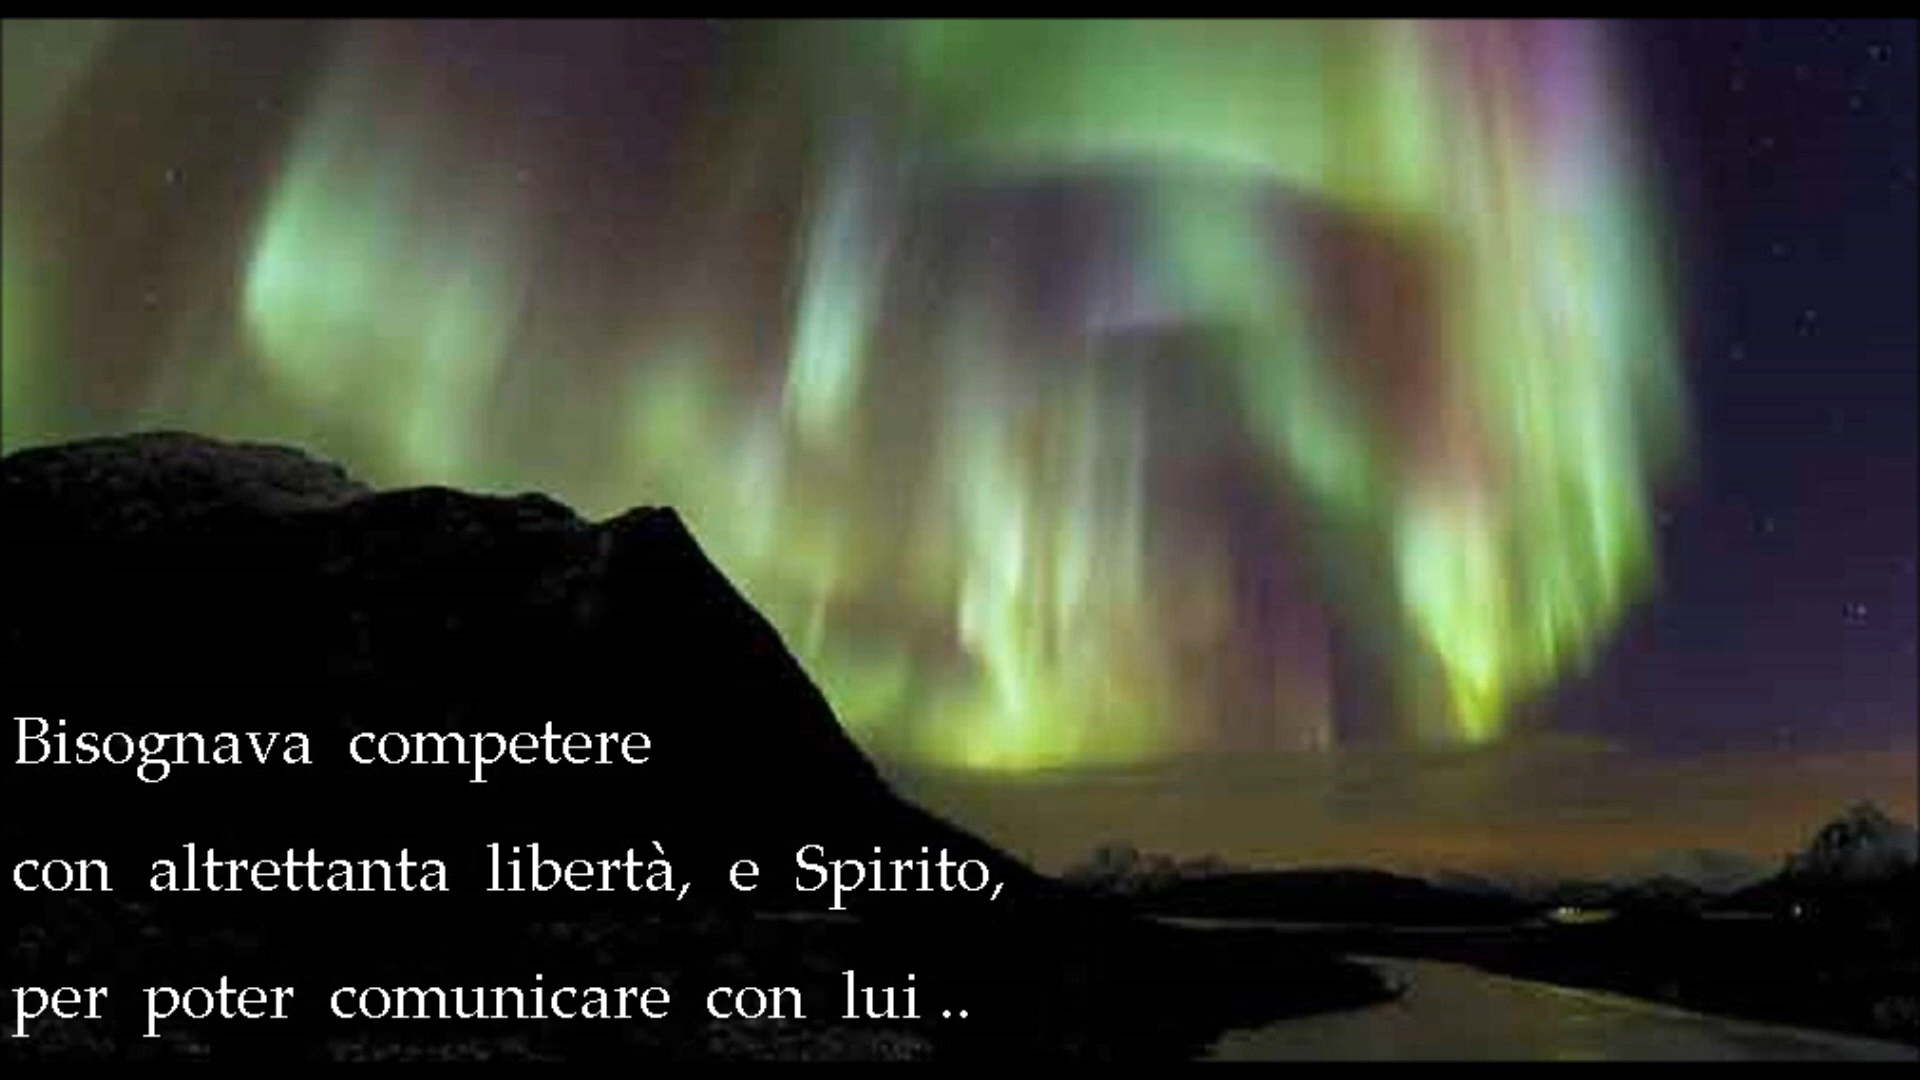 Bisognava competere
con altrettanta libertà, e Spirito,
per poter comunicare con lui ..